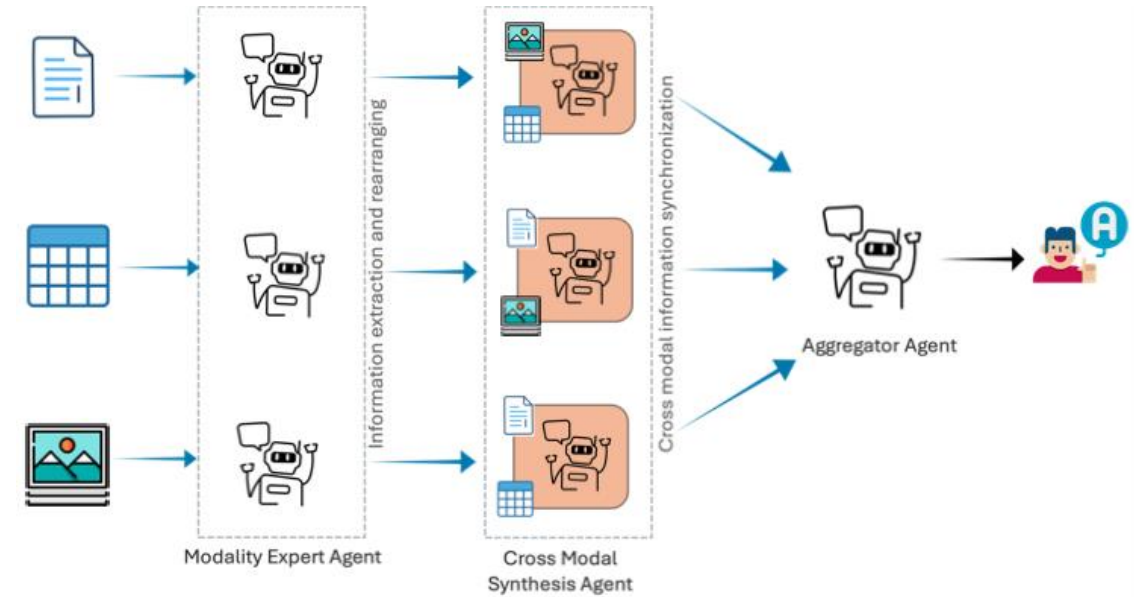 Information extraction and rearranging
Cross modal information synchronization
A
Aggregator Agent
Modality Expert Agent
Cross Modal
Synthesis Agent